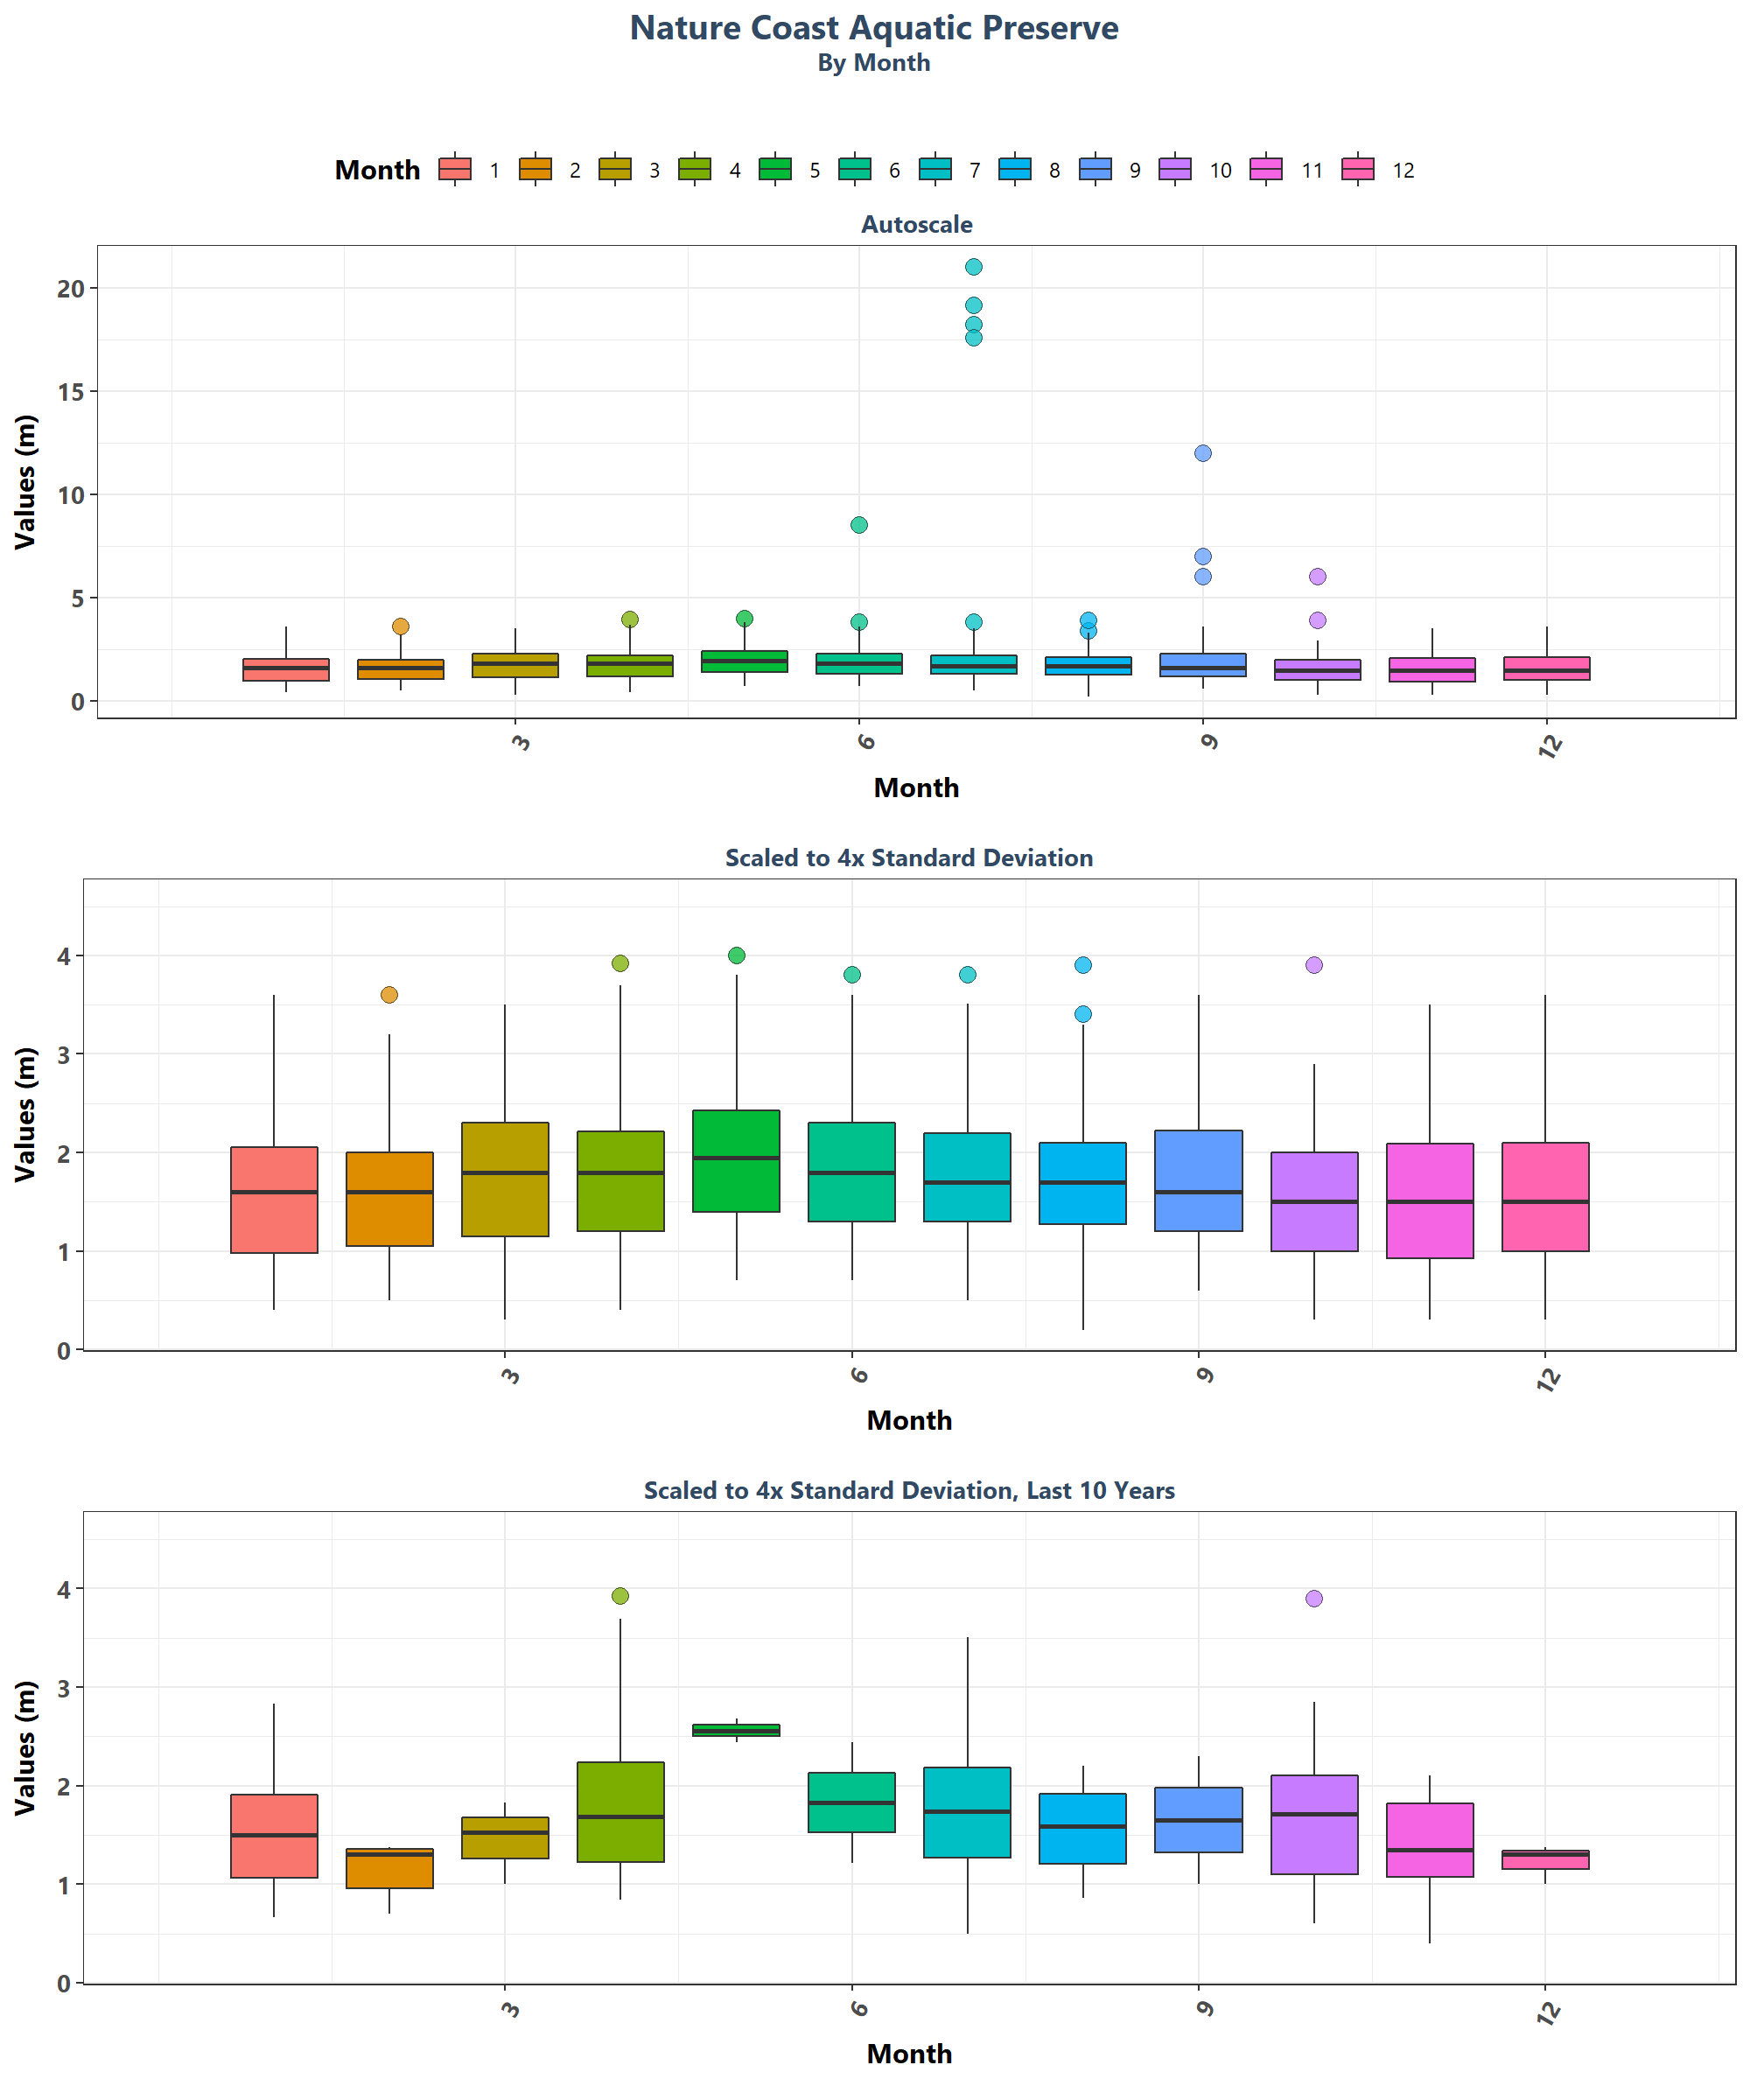 Nature Coast Aquatic Preserve
By Month
Month 1 2 3 4 5 6 7 8 9 10 11 12
Autoscale
Values (m)
20
15
10
5
0
3 6 9 12
Month
Scaled to 4x Standard Deviation
Values (m)
4
3
2
1
0
3 6 9 12
Month
Scaled to 4x Standard Deviation, Last 10 Years
Values (m)
4
3
2
1
0
3 6 9 12
Month